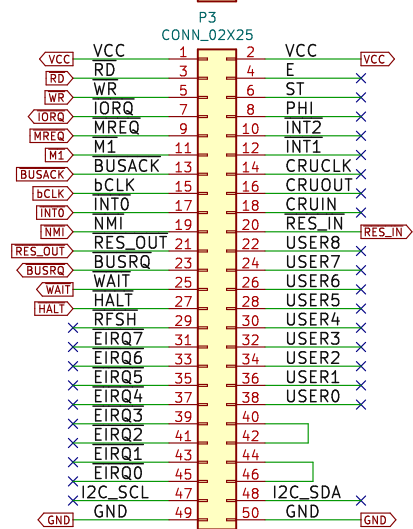 P3
CONN_02X25
VCC VCC 1 2 VCC VCC
RD RD 3 4 E
WR WR 5 6 ST
IORQ IORQ 7 8 PHI
MREQ MREQ 9 10 INT2
M1 M1 11 12 INT1
BUSACK BUSACK 13 14 CRUCLK
bCLK bCLK 15 16 CRUOUT
INT0 INT0 17 18 CRUIN
NMI NMI 19 20 RES_IN RES_IN
RES_OUT RES_OUT 21 22 USER8
BUSRQ BUSRQ 23 24 USER7
WAIT WAIT 25 26 USER6
HALT HALT 27 28 USER5
RFSH 29 30 USER4
EIRQ7 31 32 USER3
EIRQ6 33 34 USER2
EIRQ5 35 36 USER1
EIRQ4 37 38 USER0
EIRQ3 39 40
EIRQ2 41 42
EIRQ1 43 44
EIRQ0 45 46
I2C_SCL 47 48 I2C_SDA
GND GND 49 50 GND GND